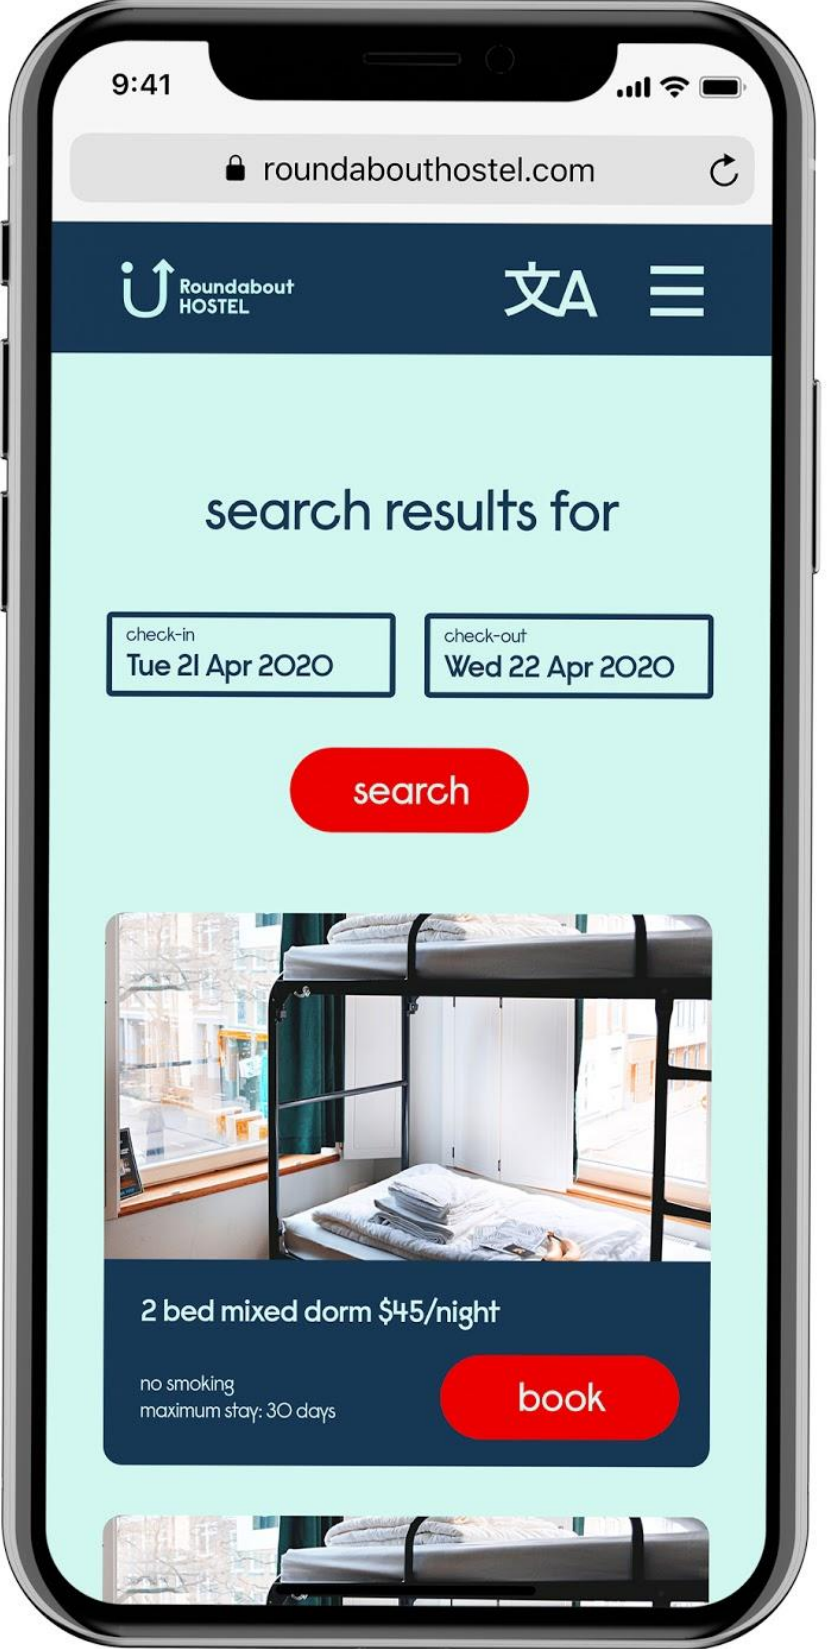 9:41
roundabouthostel.com
Roundabout
HOSTEL
文A
search results for
check-in
Tue 21 Apr 2020
check-out
Wed 22 Apr 2020
search
2 bed mixed dorm $45/night
no smoking
maximum stay: 30 days
book